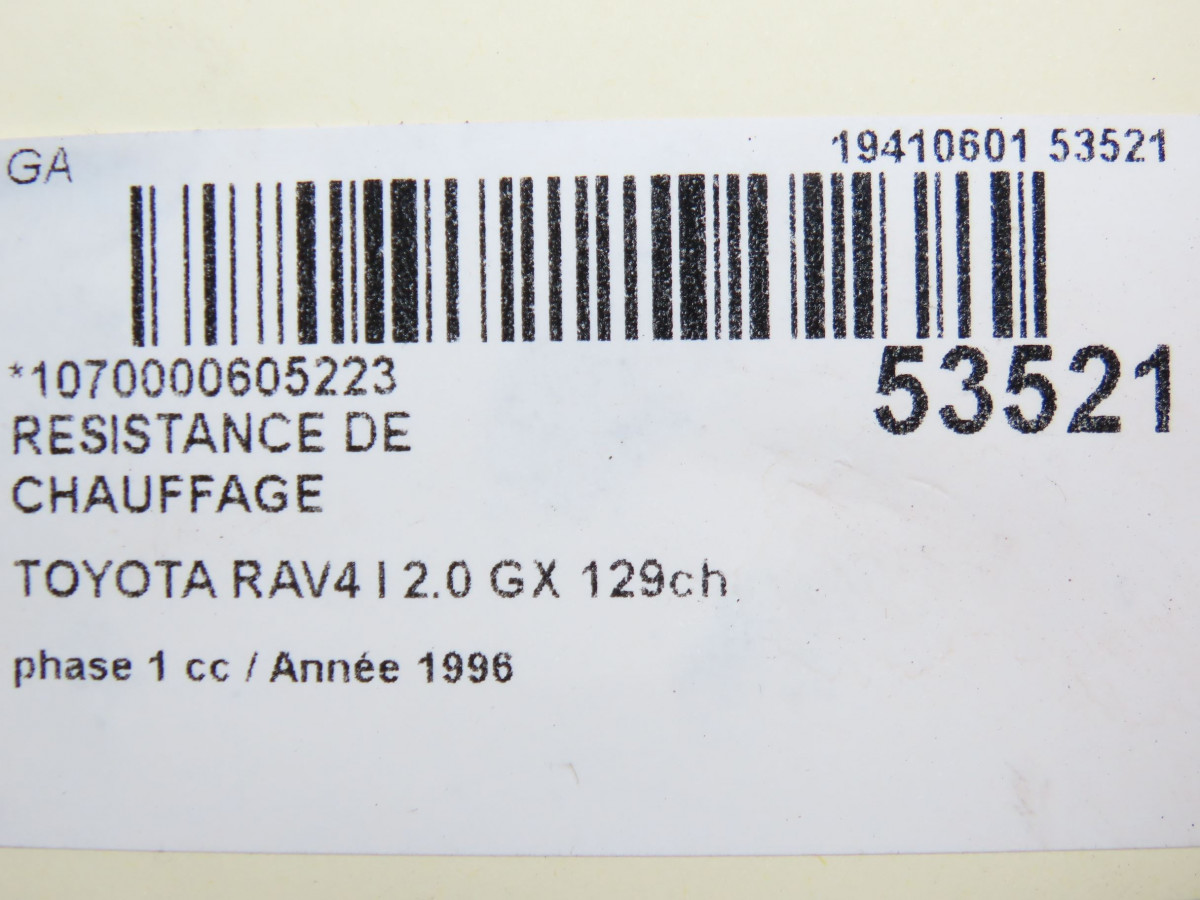 GA
19410601 53521
*1070000605223
53521
RESISTANCE DE
CHAUFFAGE
TOYOTA RAV4 I 2.0 GX 129ch
phase 1 cc / Année 1996